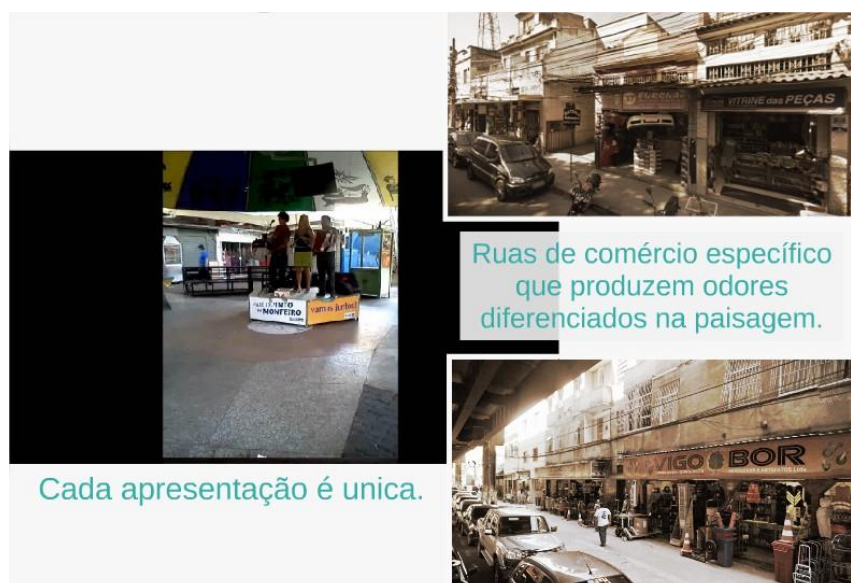 VITRINE das PEÇAS
Ruas de comércio específico
que produzem odores
diferenciados na paisagem.
MONTEIRO
vamos juntos!
VIGO BOR
Cada apresentação é unica.